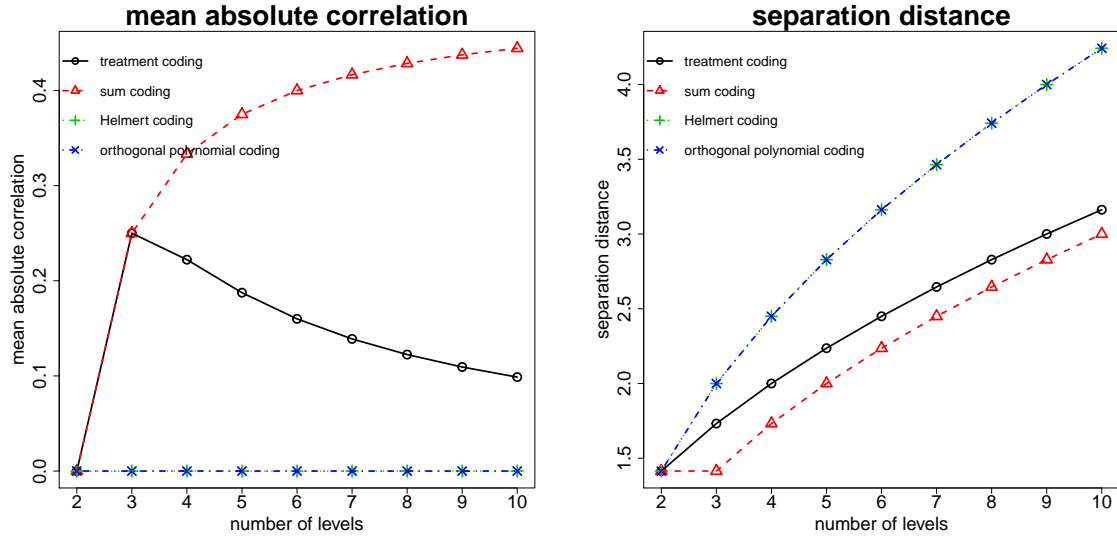 mean absolute correlation
treatment coding
sum coding
Helmert coding
orthogonal polynomial coding
mean absolute correlation
0.0
0.1
0.2
0.3
0.4
2 3 4 5 6 7 8 9 10
number of levels
separation distance
treatment coding
sum coding
Helmert coding
orthogonal polynomial coding
separation distance
1.5
2.0
2.5
3.0
3.5
4.0
2 3 4 5 6 7 8 9 10
number of levels